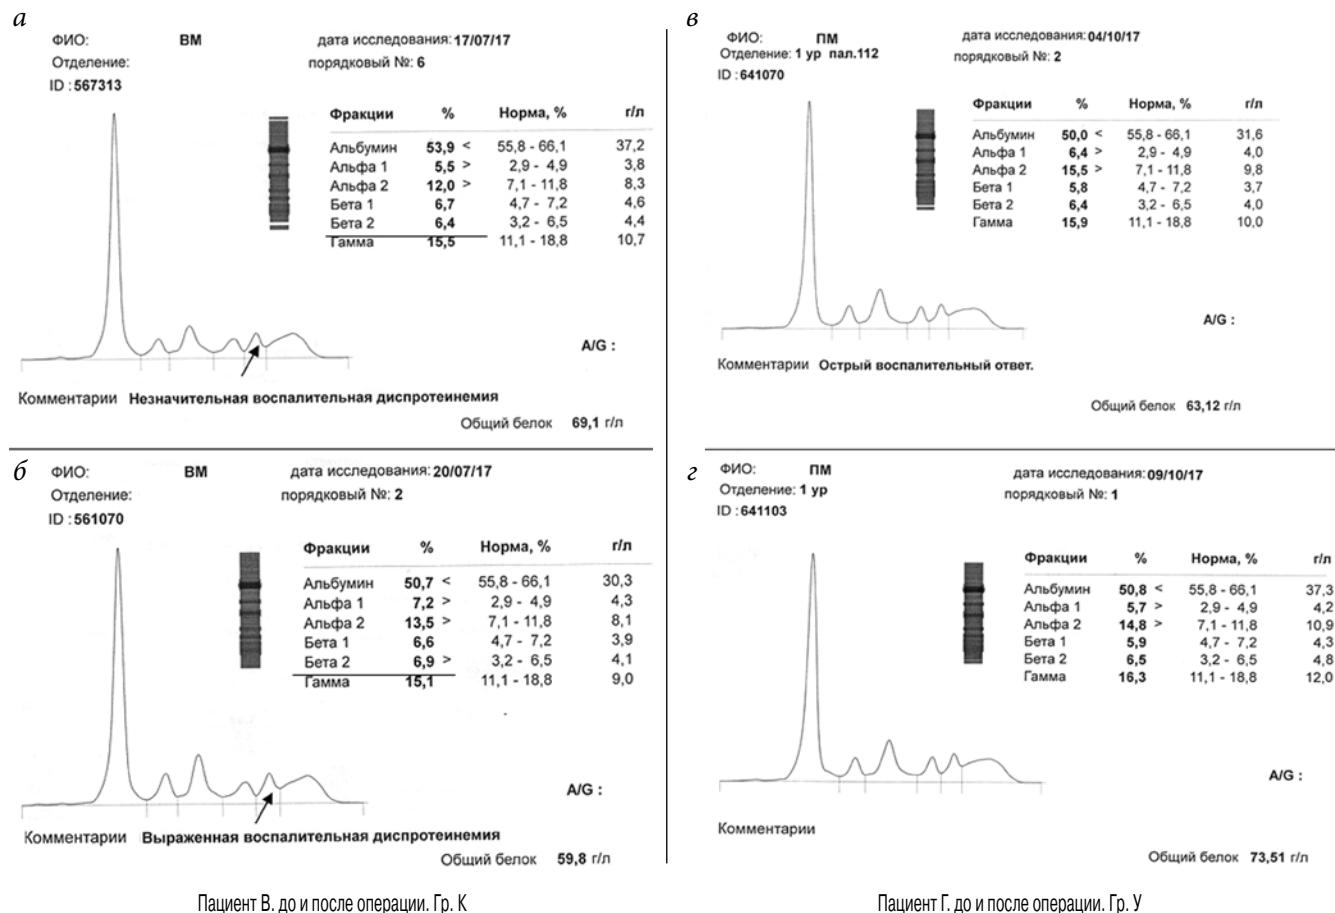 а
ФИО: ВМ дата исследования: 17/07/17
Отделение: порядковый №: 6
ID : 567313
Фракции % Норма, % г/л
Альбумин 53,9 < 55,8 - 66,1 37,2
Альфа 1 5,5 > 2,9 - 4,9 3,8
Альфа 2 12,0 > 7,1 - 11,8 8,3
Бета 1 6,7 4,7 - 7,2 4,6
Бета 2 6,4 3,2 - 6,5 4,4
Гамма 15,5 11,1 - 18,8 10,7
A/G :
Комментарии Незначительная воспалительная диспротеинемия
Общий белок 69,1 г/л
б
ФИО: ВМ дата исследования: 20/07/17
Отделение: порядковый №: 2
ID : 561070
Фракции % Норма, % г/л
Альбумин 50,7 < 55,8 - 66,1 30,3
Альфа 1 7,2 > 2,9 - 4,9 4,3
Альфа 2 13,5 > 7,1 - 11,8 8,1
Бета 1 6,6 4,7 - 7,2 3,9
Бета 2 6,9 > 3,2 - 6,5 4,1
Гамма 15,1 11,1 - 18,8 9,0
A/G :
Комментарии Выраженная воспалительная диспротеинемия
Общий белок 59,8 г/л
Пациент В. до и после операции. Гр. К
в
ФИО: ПМ дата исследования: 04/10/17
Отделение: 1 ур пал.112 порядковый №: 2
ID : 641070
Фракции % Норма, % г/л
Альбумин 50,0 < 55,8 - 66,1 31,6
Альфа 1 6,4 > 2,9 - 4,9 4,0
Альфа 2 15,5 > 7,1 - 11,8 9,8
Бета 1 5,8 4,7 - 7,2 3,7
Бета 2 6,4 3,2 - 6,5 4,0
Гамма 15,9 11,1 - 18,8 10,0
A/G :
Комментарии Острый воспалительный ответ.
Общий белок 63,12 г/л
г
ФИО: ПМ дата исследования: 09/10/17
Отделение: 1 ур порядковый №: 1
ID : 641103
Фракции % Норма, % г/л
Альбумин 50,8 < 55,8 - 66,1 37,3
Альфа 1 5,7 > 2,9 - 4,9 4,2
Альфа 2 14,8 > 7,1 - 11,8 10,9
Бета 1 5,9 4,7 - 7,2 4,3
Бета 2 6,5 3,2 - 6,5 4,8
Гамма 16,3 11,1 - 18,8 12,0
A/G :
Комментарии
Общий белок 73,51 г/л
Пациент Г. до и после операции. Гр. У